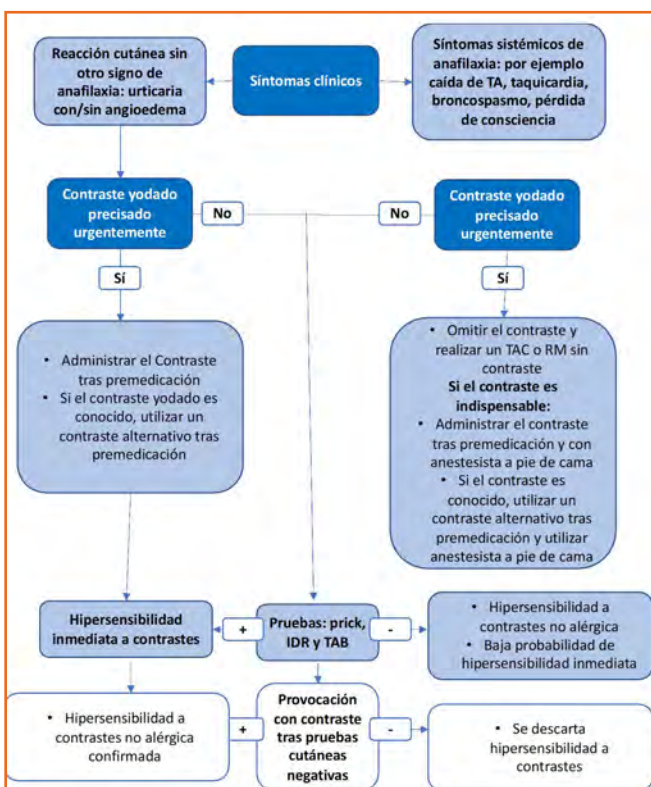 Reacción cutánea sin
otro signo de
anafilaxia: urticaria
con/sin angioedema
Síntomas clínicos
Síntomas sistémicos de
anafilaxia: por ejemplo
caída de TA, taquicardia,
broncospasmo, pérdida
de consciencia
Contraste yodado
precisado
urgentemente
No
No
Contraste yodado
precisado
urgentemente
Sí
Sí
• Administrar el Contraste
tras premedicación
• Si el contraste yodado es
conocido, utilizar un
contraste alternativo tras
premedicación
• Omitir el contraste y
realizar un TAC o RM sin
contraste
Si el contraste es
indispensable:
• Administrar el contraste
tras premedicación y con
anestesista a pie de cama
• Si el contraste es
conocido, utilizar un
contraste alternativo tras
premedicación y utilizar
anestesista a pie de cama
Hipersensibilidad
inmediata a contrastes
+
Pruebas: prick,
IDR y TAB
-
• Hipersensibilidad a
contrastes no alérgica
• Baja probabilidad de
hipersensibilidad inmediata
• Hipersensibilidad a
contrastes no alérgica
confirmada
+
Provocación
con contraste
tras pruebas
cutáneas
negativas
-
• Se descarta
hipersensibilidad a
contrastes